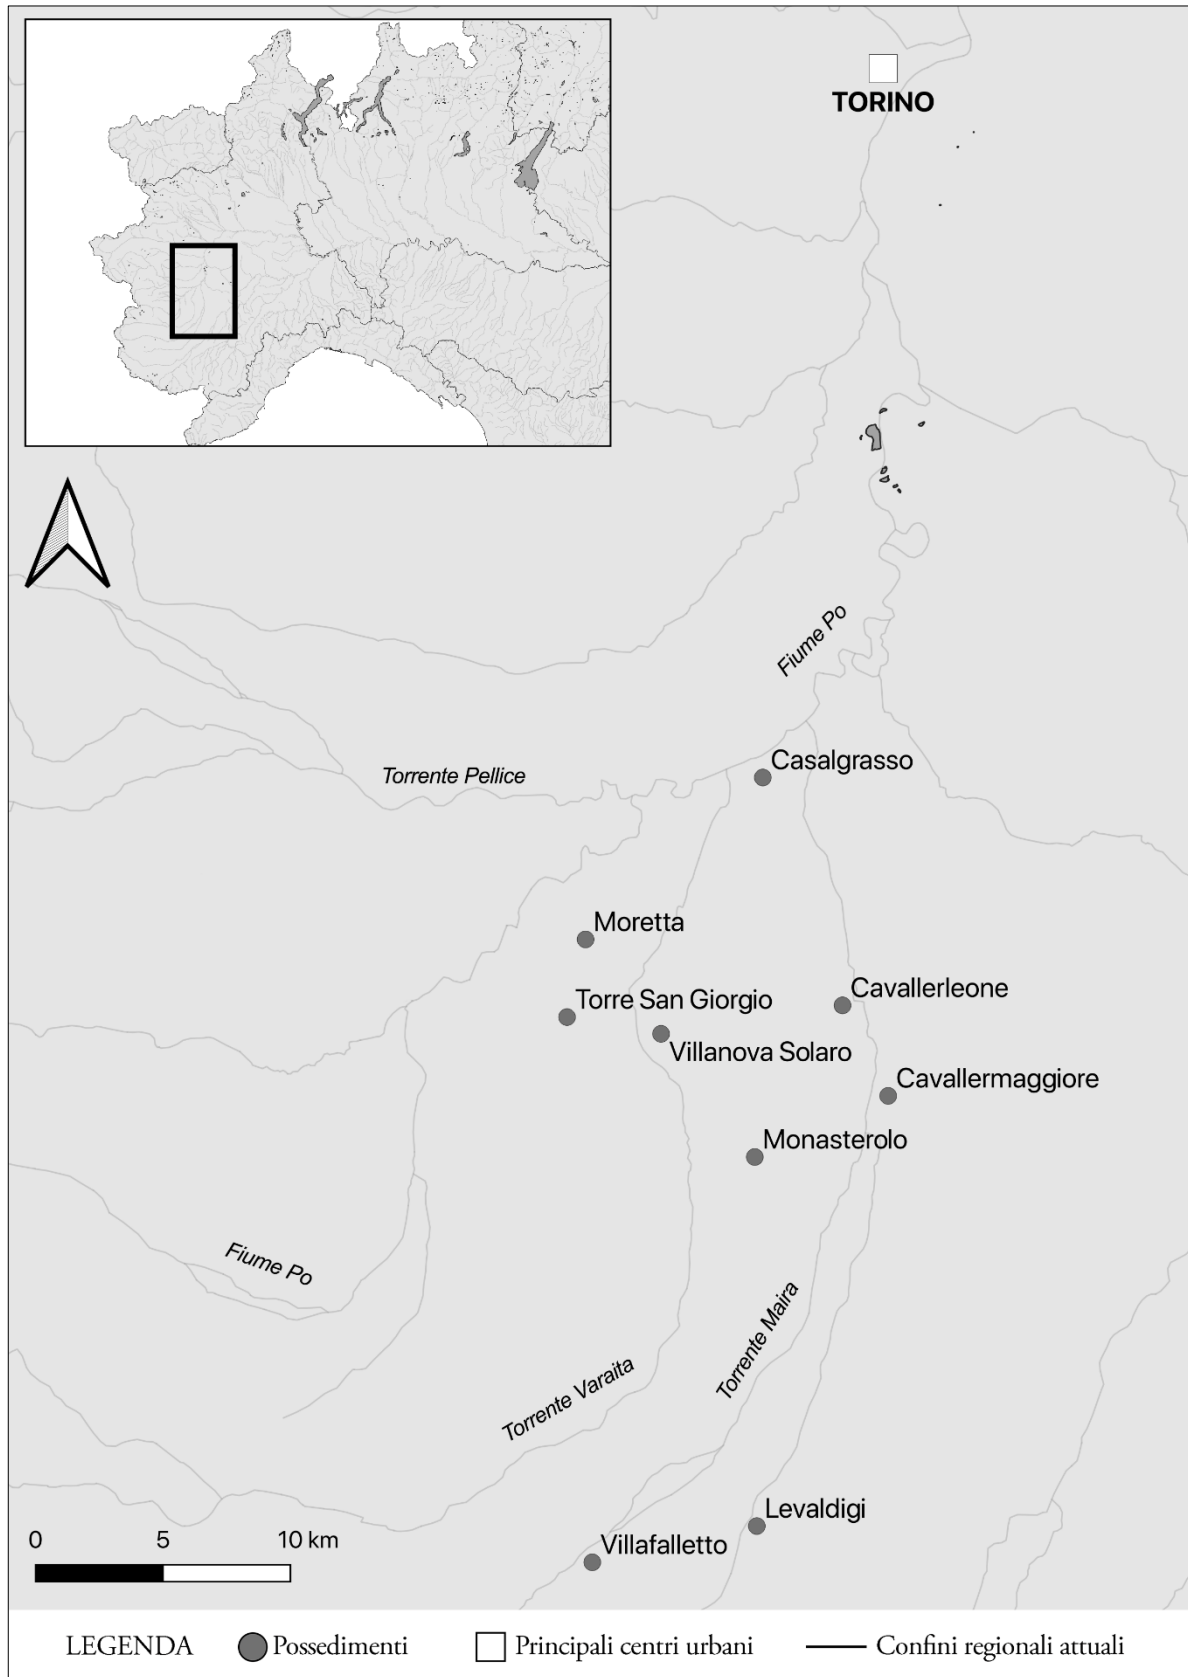 TORINO
Fiume Po
Casalgrasso
Torrente Pellice
Moretta
Cavallerleone
Torre San Giorgio
Villanova Solaro
Cavallermaggiore
Monasterolo
Fiume Po
Torrente Maira
Torrente Varaita
Levaldigi
Villafalletto
0 5 10 km
LEGENDA Possedimenti Principali centri urbani Confini regionali attuali